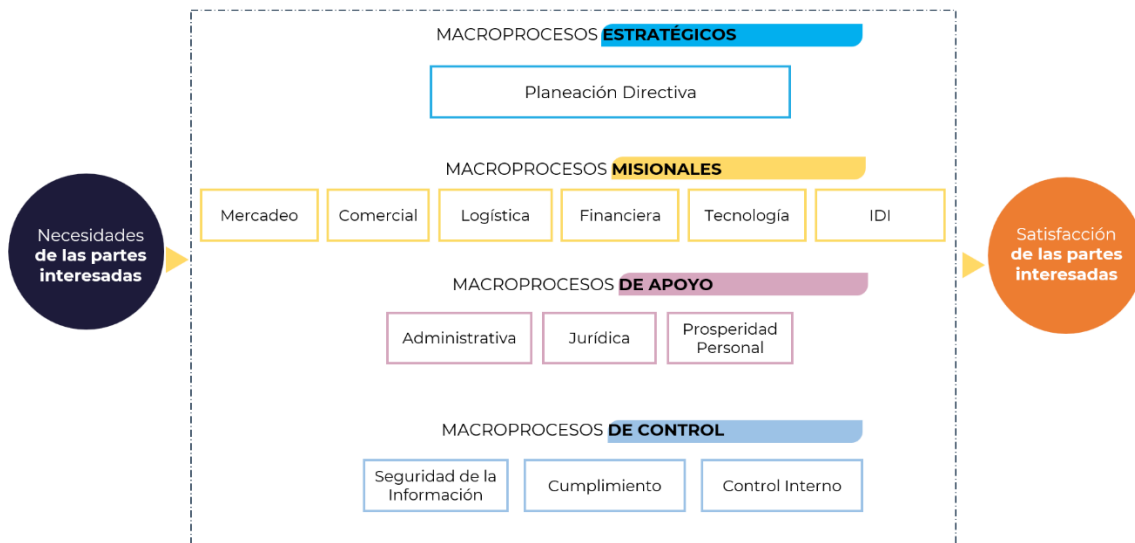 MACROPROCESOS ESTRATÉGICOS
Planeación Directiva
MACROPROCESOS MISIONALES
Mercadeo
Comercial
Logística
Financiera
Tecnología
IDI
Necesidades
de las partes
interesadas
Satisfacción
de las partes
interesadas
MACROPROCESOS DE APOYO
Administrativa
Jurídica
Prosperidad
Personal
MACROPROCESOS DE CONTROL
Seguridad de la
Información
Cumplimiento
Control Interno